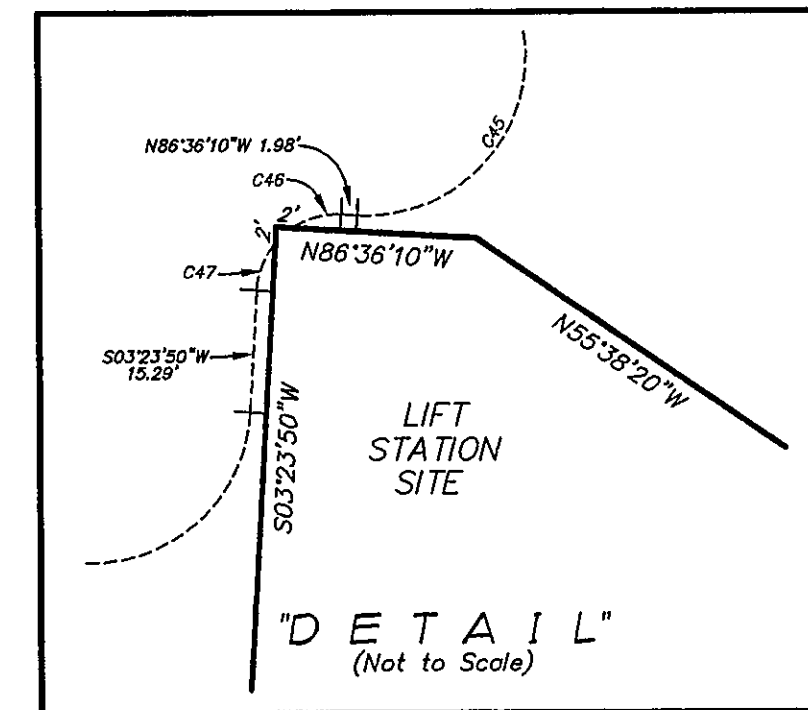 C45
N86°36'10"W 1.98'
C46
2'
2'
N86°36'10"W
C47
N55°38'20"W
S03°23'50"W
15.29'
S03°23'50"W
LIFT
STATION
SITE
"DETAIL"
(Not to Scale)